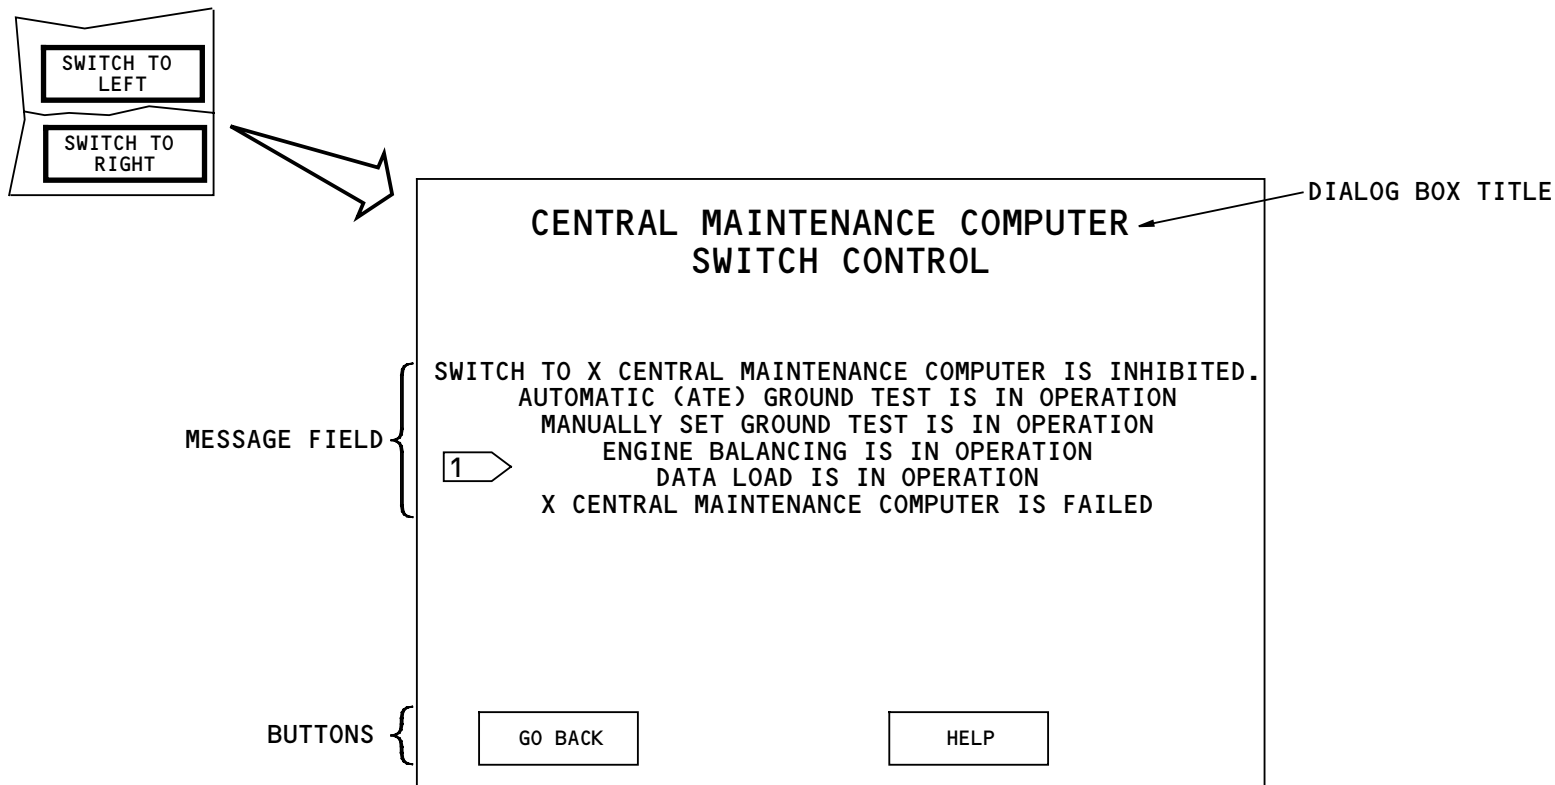 SWITCH TO
LEFT
SWITCH TO
RIGHT
DIALOG BOX TITLE
CENTRAL MAINTENANCE COMPUTER
SWITCH CONTROL
MESSAGE FIELD
SWITCH TO X CENTRAL MAINTENANCE COMPUTER IS INHIBITED.
AUTOMATIC (ATE) GROUND TEST IS IN OPERATION
MANUALLY SET GROUND TEST IS IN OPERATION
ENGINE BALANCING IS IN OPERATION
1
DATA LOAD IS IN OPERATION
X CENTRAL MAINTENANCE COMPUTER IS FAILED
BUTTONS
GO BACK
HELP